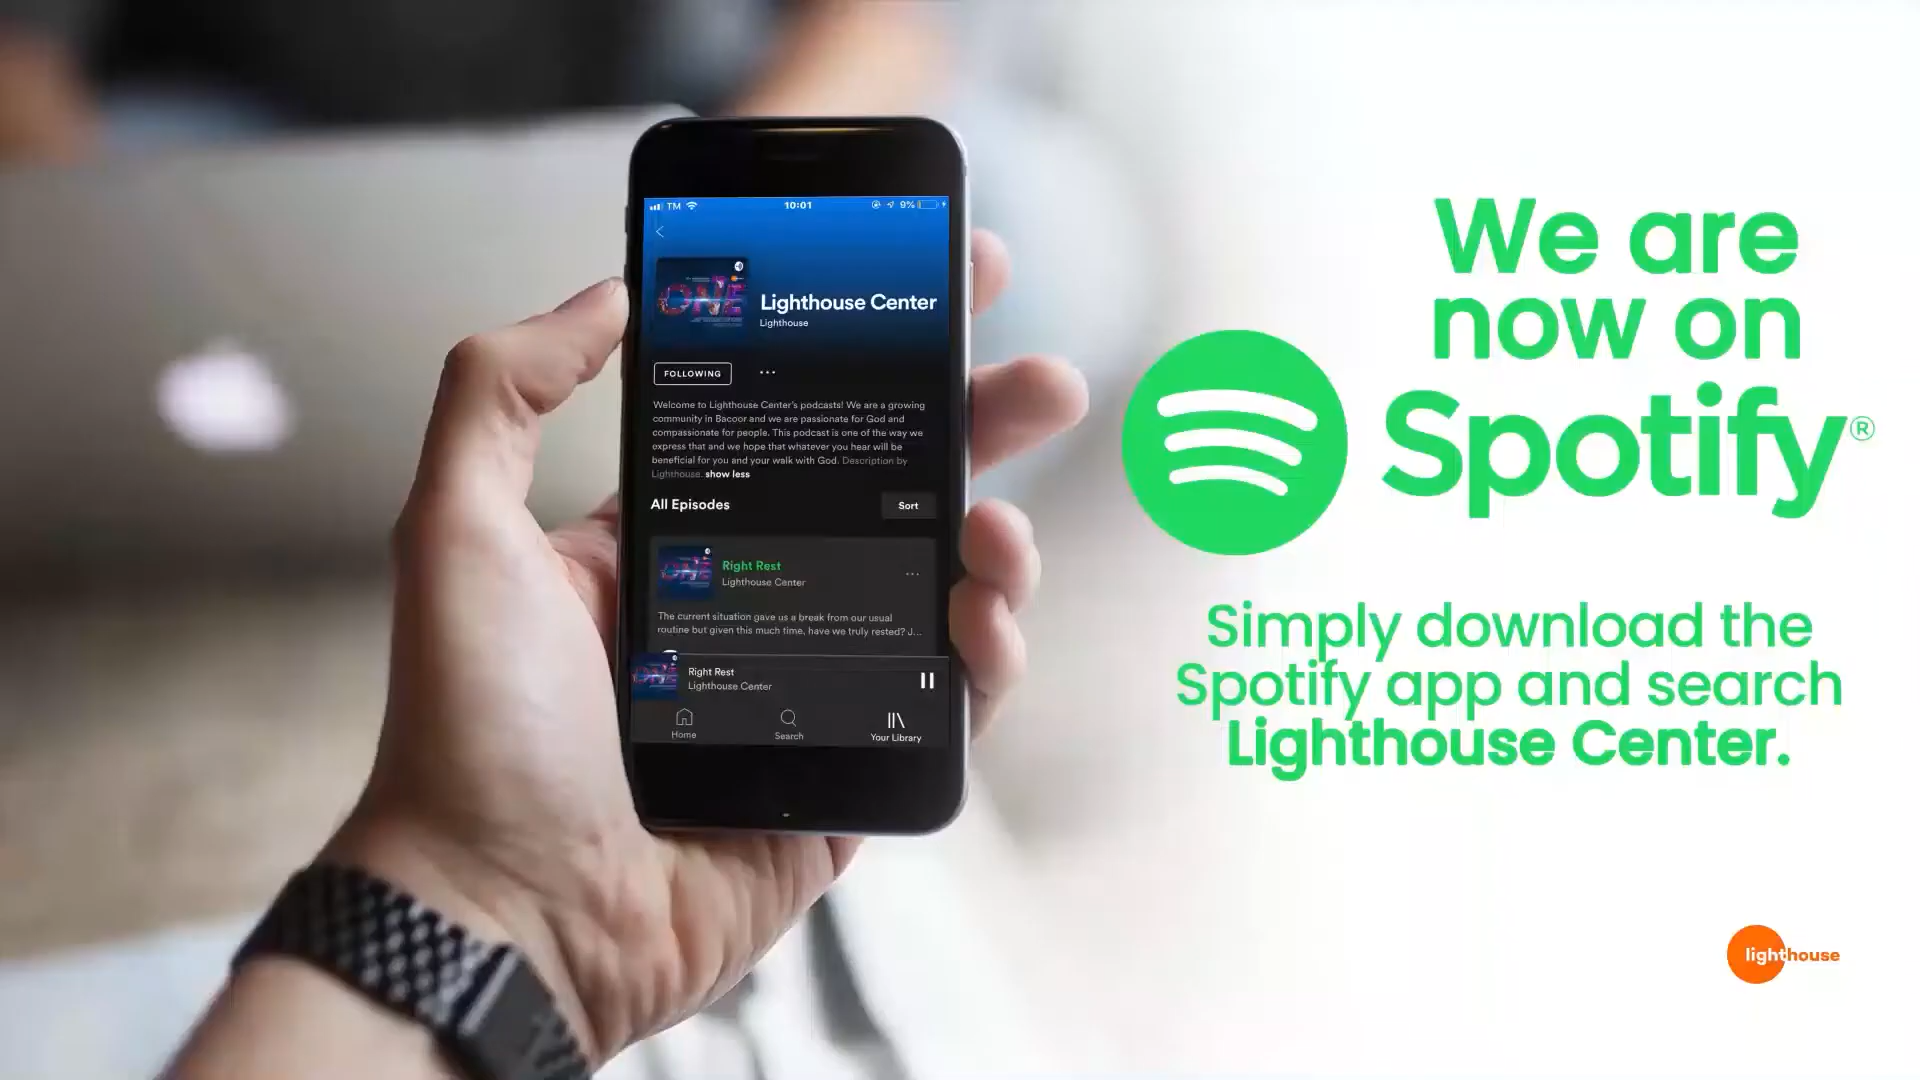 TM 10:01 9%
ONE
Lighthouse Center
Lighthouse
FOLLOWING
Welcome to Lighthouse Center's podcasts! We are a growing
community in Bacoor and we are passionate for God and
compassionate for people. This podcast is one of the way we
express that and we hope that whatever you hear will be
beneficial for you and your walk with God. Description by
Lighthouse. show less
All Episodes
Sort
ONE
Right Rest
Lighthouse Center
The current situation gave us a break from our usual
routine but given this much time, have we truly rested? J...
Right Rest
Lighthouse Center
Home
Search
Your Library
We are
now on
Spotify®
Simply download the
Spotify app and search
Lighthouse Center.
lighthouse